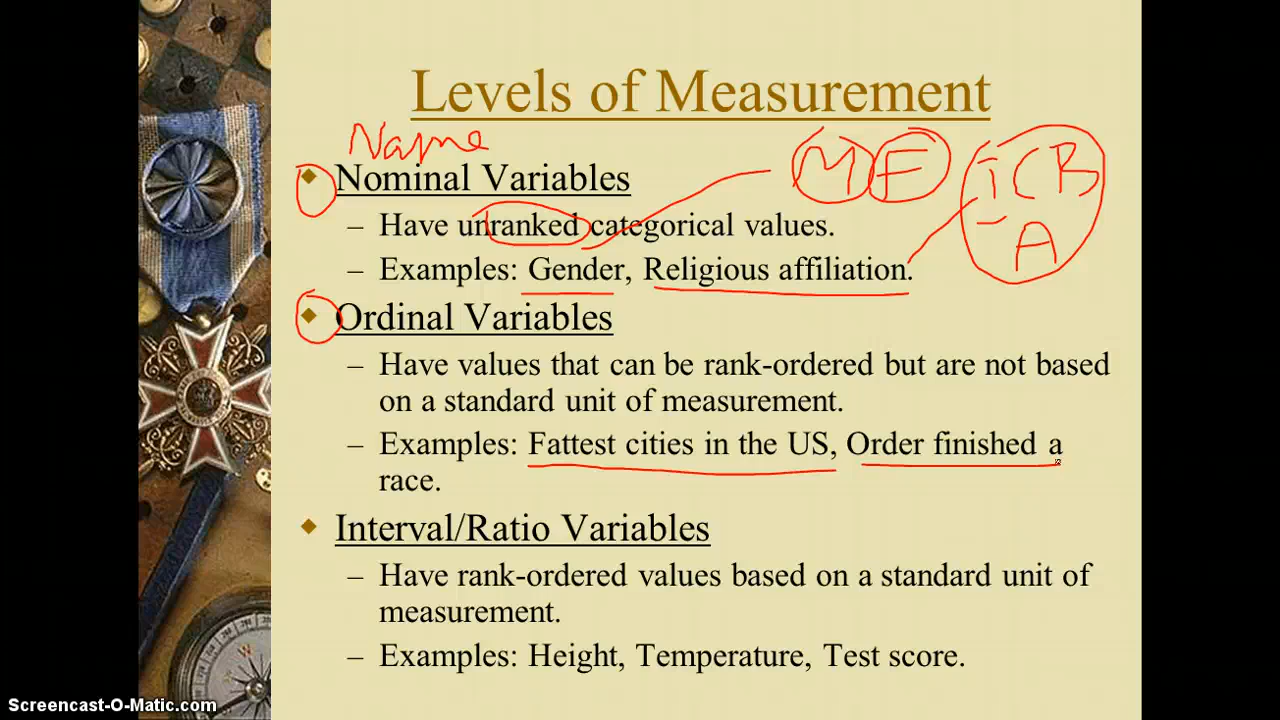 Levels of Measurement
Name
M F I C B
A
Nominal Variables
– Have unranked categorical values.
– Examples: Gender, Religious affiliation.
Ordinal Variables
– Have values that can be rank-ordered but are not based
on a standard unit of measurement.
– Examples: Fattest cities in the US, Order finished a
race.
Interval/Ratio Variables
– Have rank-ordered values based on a standard unit of
measurement.
– Examples: Height, Temperature, Test score.
Screencast-O-Matic.com